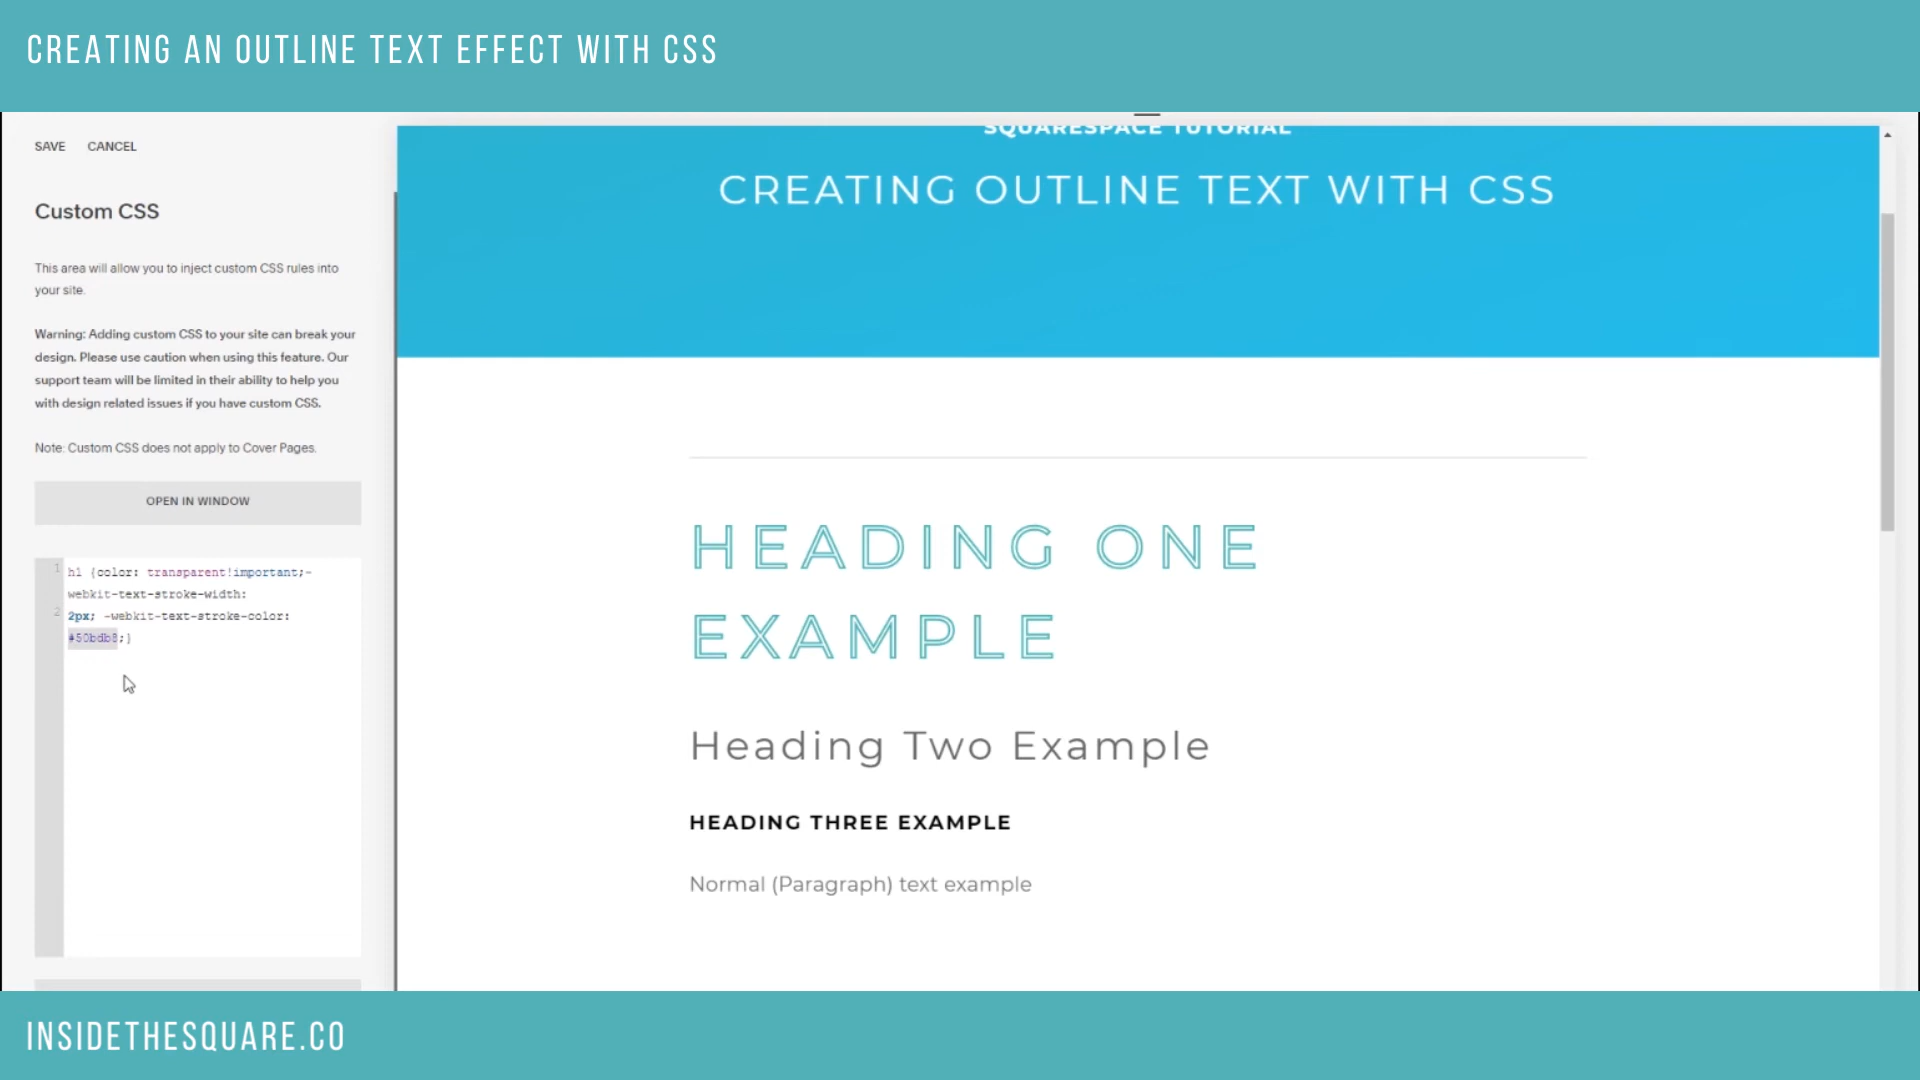 CREATING AN OUTLINE TEXT EFFECT WITH CSS
SAVE CANCEL
Custom CSS
This area will allow you to inject custom CSS rules into
your site.
Warning: Adding custom CSS to your site can break your
design. Please use caution when using this feature. Our
support team will be limited in their ability to help you
with design related issues if you have custom CSS.
Note: Custom CSS does not apply to Cover Pages.
OPEN IN WINDOW
1 h1 {color: transparent!important;-
webkit-text-stroke-width:
2 2px; -webkit-text-stroke-color:
#50bdb8;}
SQUARESPACE TUTORIAL
CREATING OUTLINE TEXT WITH CSS
HEADING ONE
EXAMPLE
Heading Two Example
HEADING THREE EXAMPLE
Normal (Paragraph) text example
INSIDETHESQUARE.CO